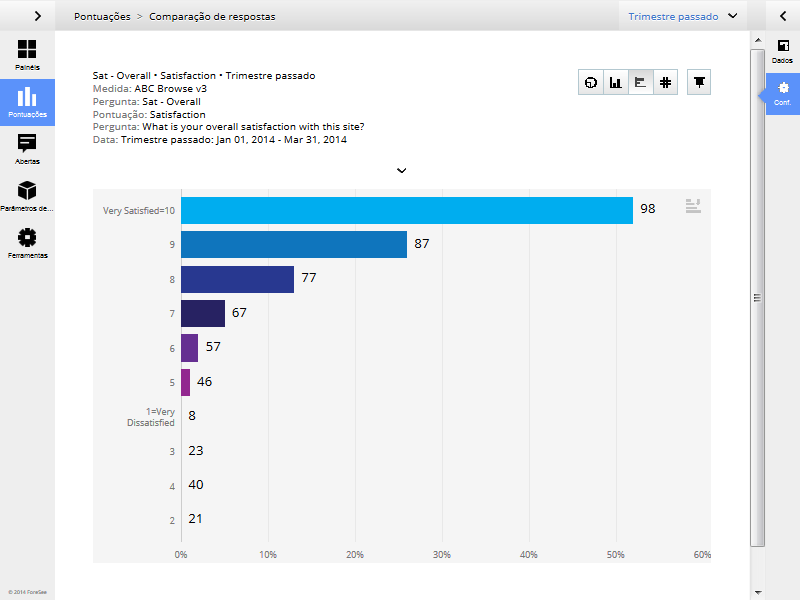 Pontuações > Comparação de respostas
Trimestre passado
Painéis
Pontuações
Abertas
Parâmetros de...
Ferramentas
Dados
Conf.
Sat - Overall • Satisfaction • Trimestre passado
Medida: ABC Browse v3
Pergunta: Sat - Overall
Pontuação: Satisfaction
Pergunta: What is your overall satisfaction with this site?
Data: Trimestre passado: Jan 01, 2014 - Mar 31, 2014
Very Satisfied=10 98
9 87
8 77
7 67
6 57
5 46
1=Very
Dissatisfied 8
3 23
4 40
2 21
0% 10% 20% 30% 40% 50% 60%
© 2014 ForeSee